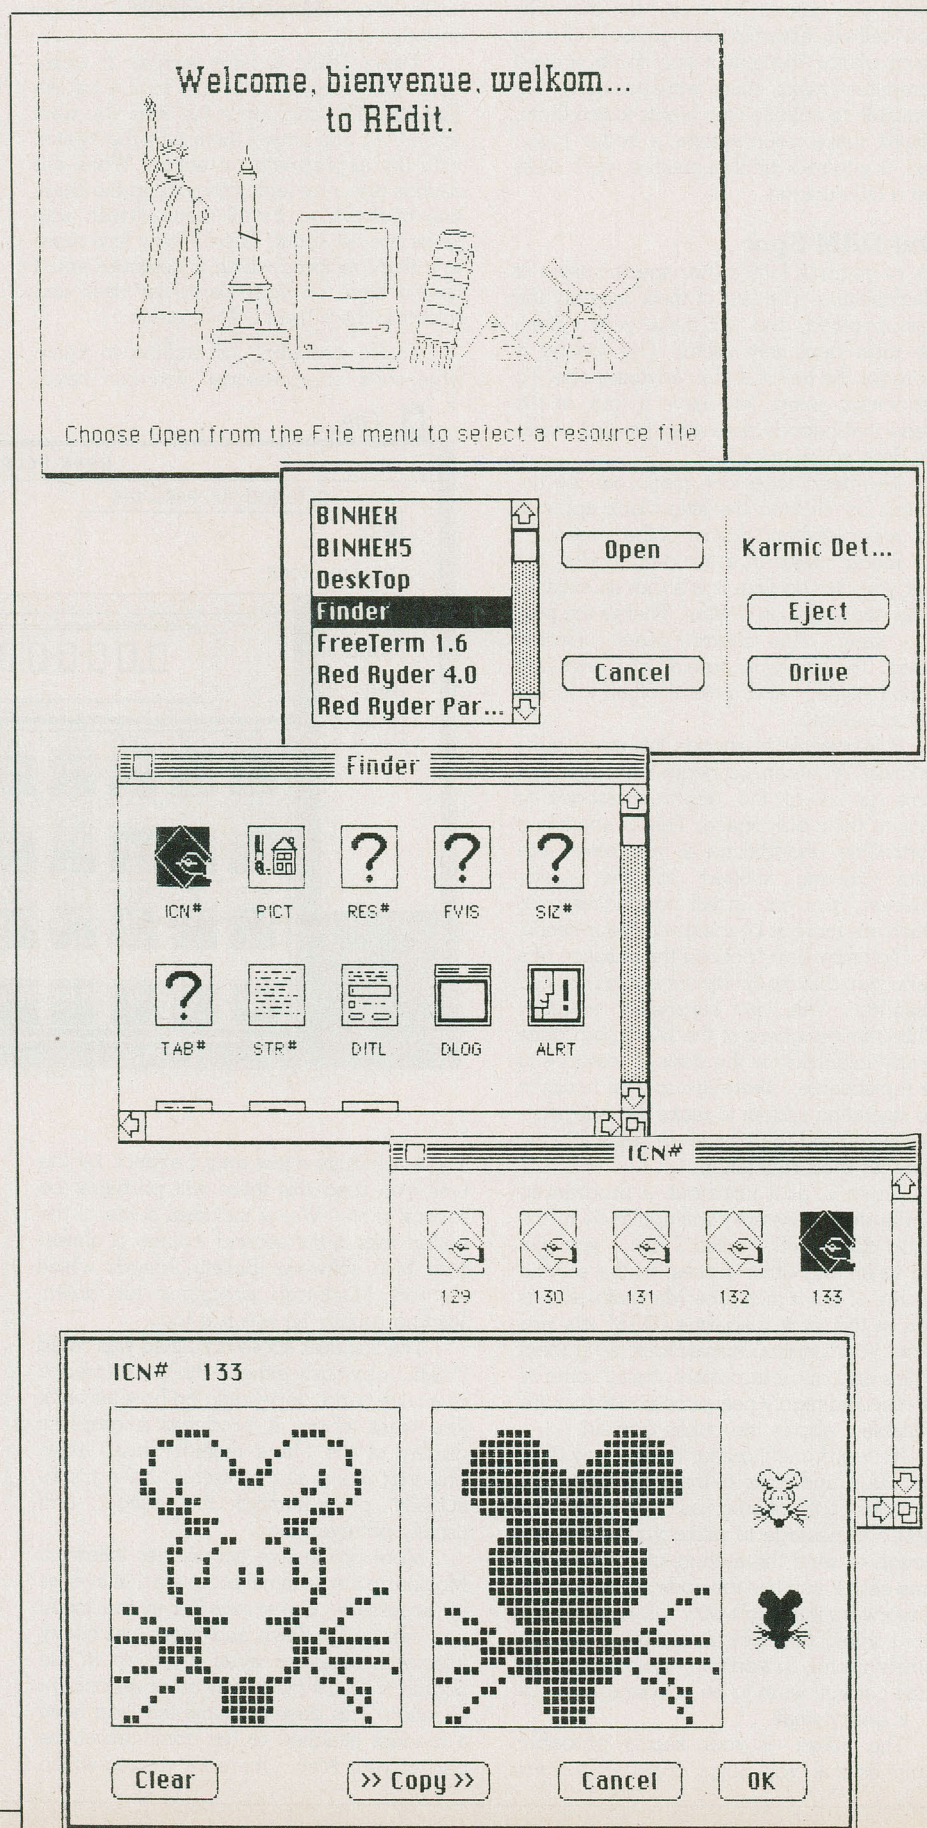 Welcome, bienvenue, welkom...
to REdit.
Choose Open from the File menu to select a resource file
BINHEX
BINHEX5
DeskTop
Finder
FreeTerm 1.6
Red Ryder 4.0
Red Ryder Par...
Open
Cancel
Karmic Det...
Eject
Drive
Finder
ICN# PICT RES# FVIS SIZ#
TAB# STR# DITL DLOG ALRT
ICN#
129 130 131 132 133
ICN# 133
Clear >> Copy >> Cancel OK